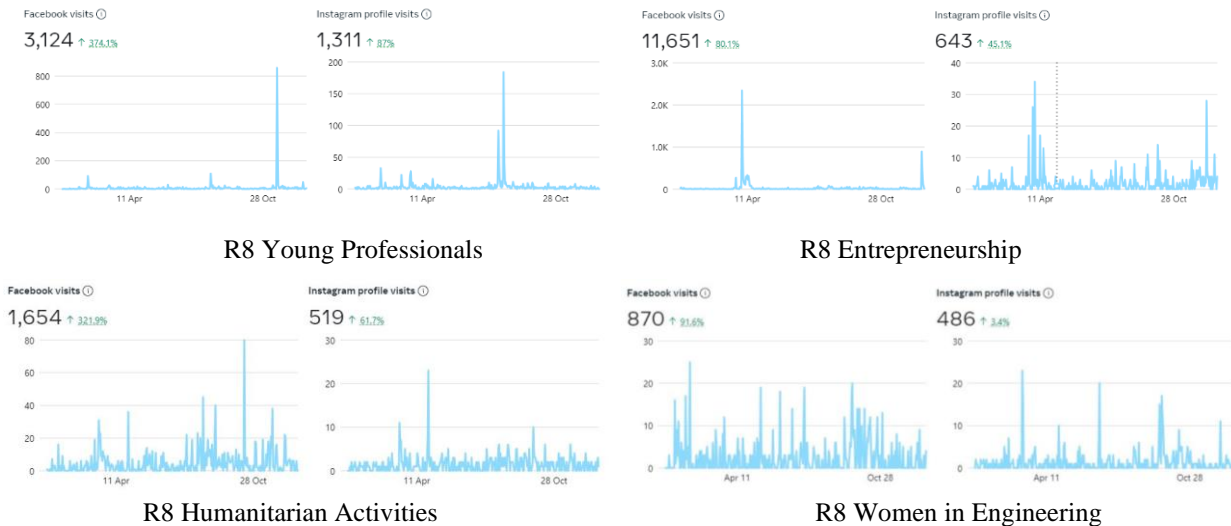 Facebook visits
3,124 ↑ 374.1%
800
600
400
200
0
11 Apr
28 Oct
Instagram profile visits
1,311 ↑ 87%
200
150
100
50
0
11 Apr
28 Oct
R8 Young Professionals
Facebook visits
11,651 ↑ 80.1%
3.0K
2.0K
1.0K
0
11 Apr
28 Oct
Instagram profile visits
643 ↑ 45.1%
40
30
20
10
0
11 Apr
28 Oct
R8 Entrepreneurship
Facebook visits
1,654 ↑ 321.9%
80
60
40
20
0
11 Apr
28 Oct
Instagram profile visits
519 ↑ 61.7%
30
20
10
0
11 Apr
28 Oct
R8 Humanitarian Activities
Facebook visits
870 ↑ 91.6%
30
20
10
0
Apr 11
Oct 28
Instagram profile visits
486 ↑ 3.4%
30
20
10
0
Apr 11
Oct 28
R8 Women in Engineering